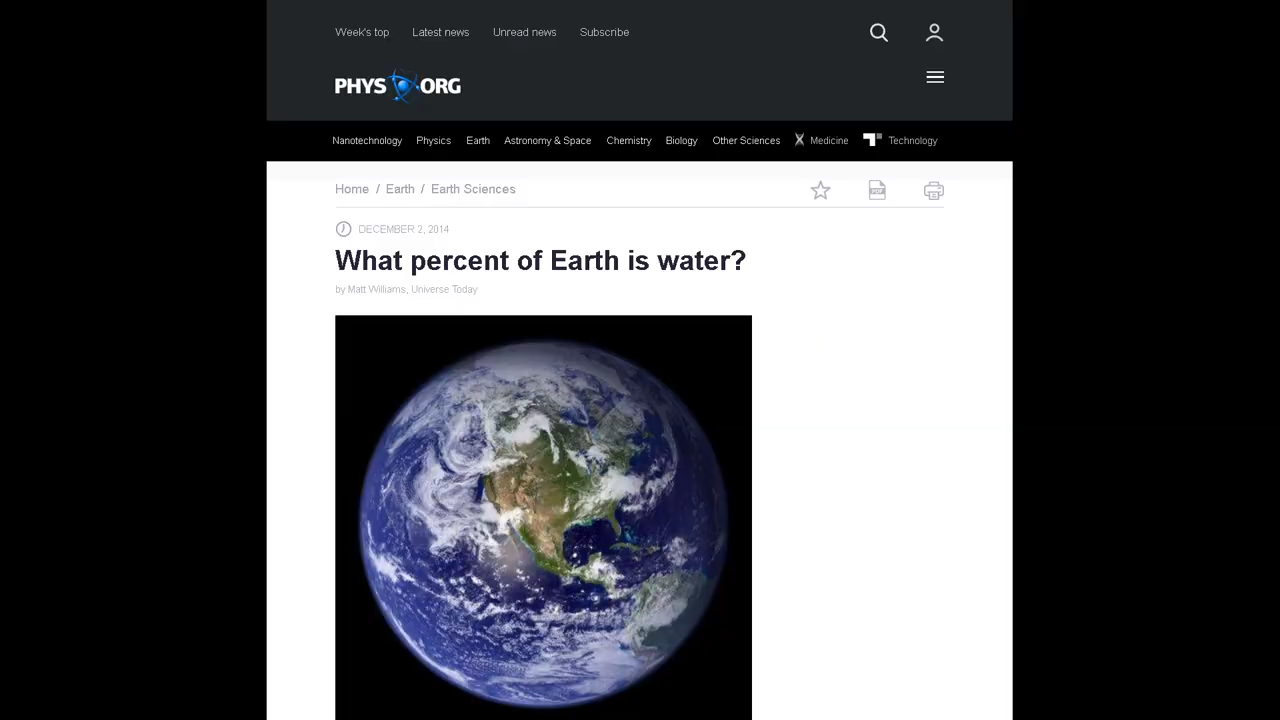 Week's top Latest news Unread news Subscribe
PHYS ORG
Nanotechnology Physics Earth Astronomy & Space Chemistry Biology Other Sciences Medicine Technology
Home / Earth / Earth Sciences
PDF
DECEMBER 2, 2014
What percent of Earth is water?
by Matt Williams, Universe Today